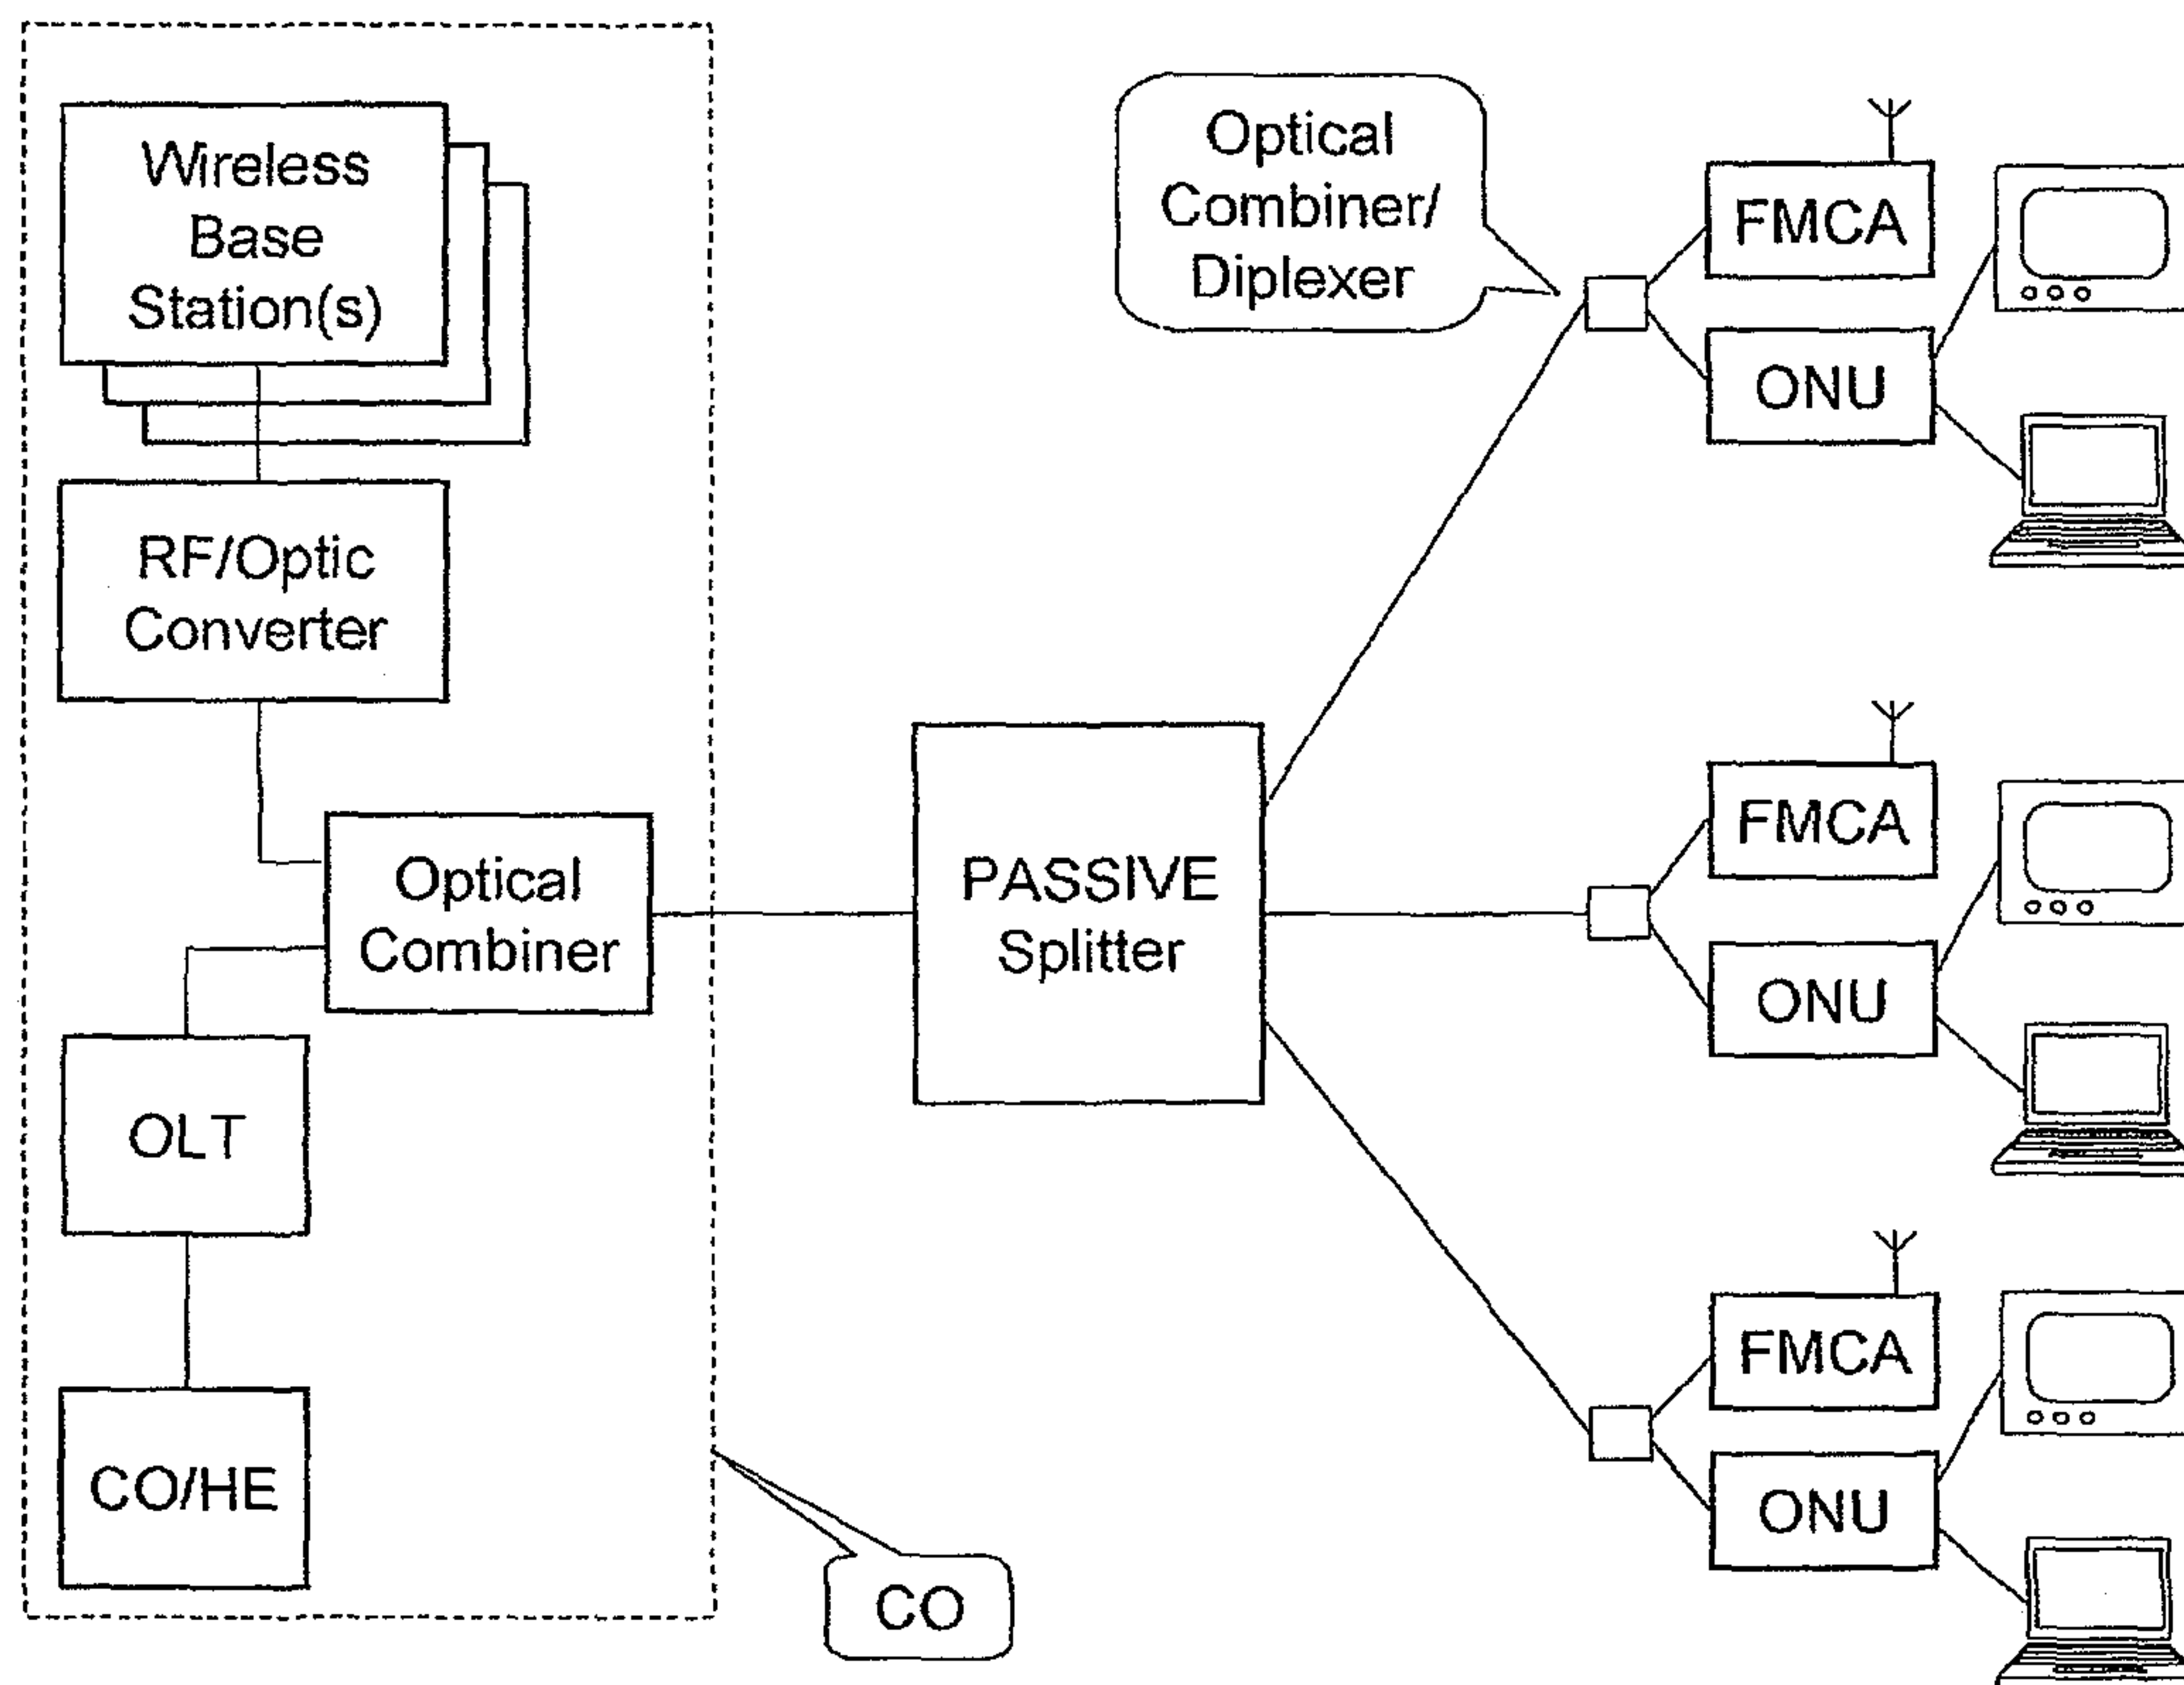 Wireless
Base
Station(s)
RF/Optic
Converter
Optical
Combiner
OLT
CO/HE
CO
PASSIVE
Splitter
Optical
Combiner/
Diplexer
FMCA
ONU
FMCA
ONU
FMCA
ONU